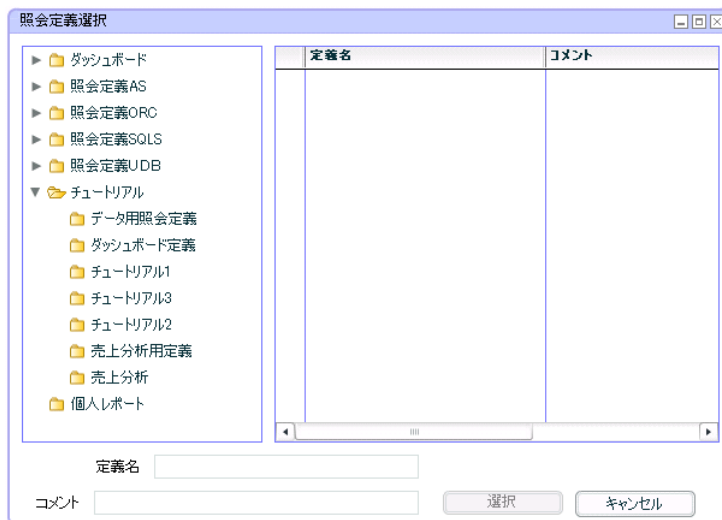 照会定義選択
ダッシュボード
照会定義AS
照会定義ORC
照会定義SQLS
照会定義UDB
チュートリアル
データ用照会定義
ダッシュボード定義
チュートリアル1
チュートリアル3
チュートリアル2
売上分析用定義
売上分析
個人レポート
定義名 コメント
定義名
コメント 選択 キャンセル